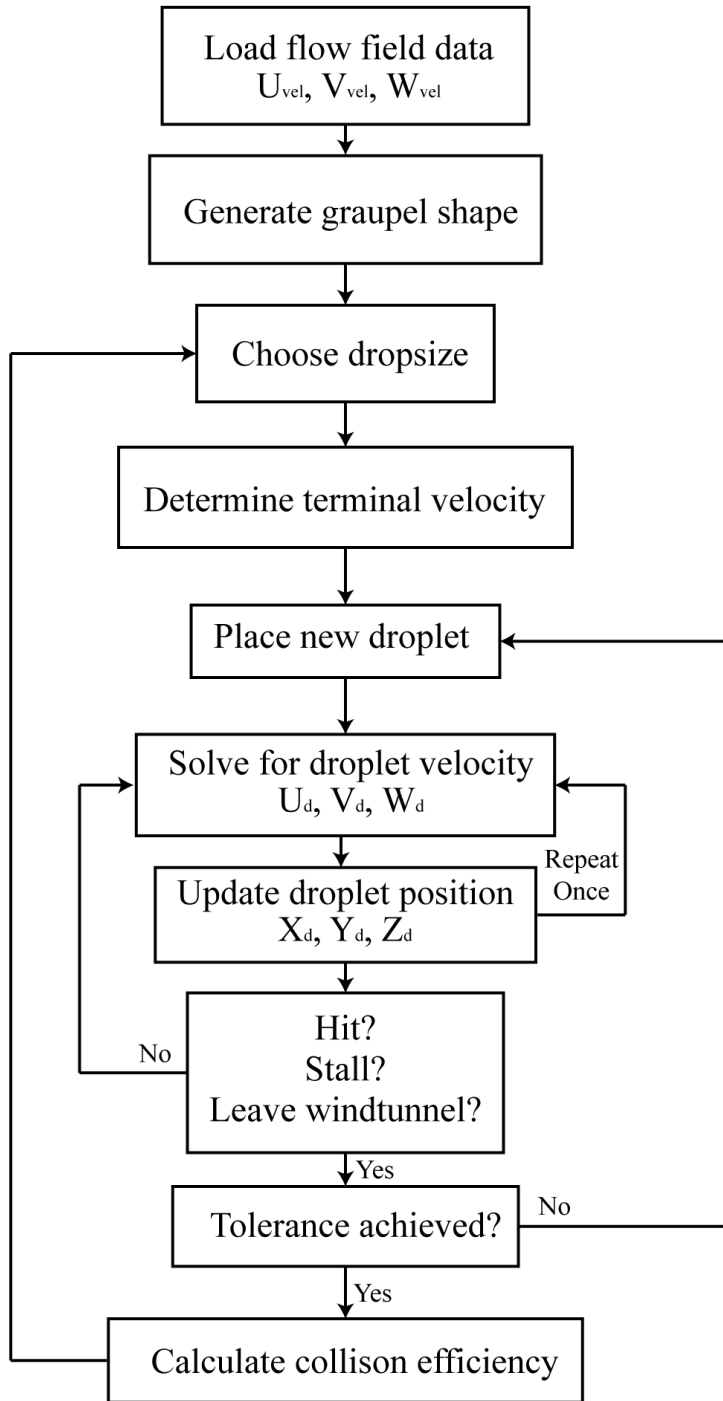 Load flow field data
Uvel, Vvel, Wvel
Generate graupel shape
Choose dropsize
Determine terminal velocity
Place new droplet
Solve for droplet velocity
Ud, Vd, Wd
Repeat
Once
Update droplet position
Xd, Yd, Zd
Hit?
No
Stall?
Leave windtunnel?
Yes
Tolerance achieved?
No
Yes
Calculate collison efficiency